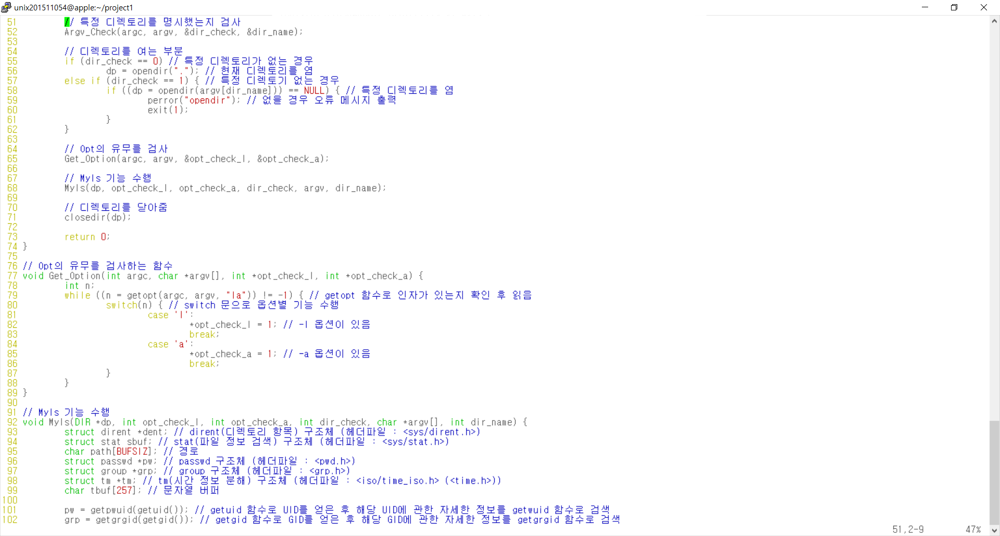 unix201511054@apple:~/project1
51 // 특정 디렉토리를 명시했는지 검사
52 Argv_Check(argc, argv, &dir_check, &dir_name);
53
54 // 디렉토리를 여는 부분
55 if (dir_check == 0) // 특정 디렉토리가 없는 경우
56 dp = opendir("."); // 현재 디렉토리를 염
57 else if (dir_check == 1) { // 특정 디렉토기 없는 경우
58 if ((dp = opendir(argv[dir_name])) == NULL) { // 특정 디렉토리를 염
59 perror("opendir"); // 없을 경우 오류 메시지 출력
60 exit(1);
61 }
62 }
63
64 // Opt의 유무를 검사
65 Get_Option(argc, argv, &opt_check_l, &opt_check_a);
66
67 // Myls 기능 수행
68 Myls(dp, opt_check_l, opt_check_a, dir_check, argv, dir_name);
69
70 // 디렉토리를 닫아줌
71 closedir(dp);
72
73 return 0;
74 }
75
76 // Opt의 유무를 검사하는 함수
77 void Get_Option(int argc, char *argv[], int *opt_check_l, int *opt_check_a) {
78 int n;
79 while ((n = getopt(argc, argv, "la")) != -1) { // getopt 함수로 인자가 있는지 확인 후 읽음
80 switch(n) { // switch 문으로 옵션별 기능 수행
81 case 'l':
82 *opt_check_l = 1; // -l 옵션이 있음
83 break;
84 case 'a':
85 *opt_check_a = 1; // -a 옵션이 있음
86 break;
87 }
88 }
89 }
90
91 // Myls 기능 수행
92 void Myls(DIR *dp, int opt_check_l, int opt_check_a, int dir_check, char *argv[], int dir_name) {
93 struct dirent *dent; // dirent(디렉토리 항목) 구조체 (헤더파일 : <sys/dirent.h>)
94 struct stat sbuf; // stat(파일 정보 검색) 구조체 (헤더파일 : <sys/stat.h>)
95 char path[BUFSIZ]; // 경로
96 struct passwd *pw; // passwd 구조체 (헤더파일 : <pwd.h>)
97 struct group *grp; // group 구조체 (헤더파일 : <grp.h>)
98 struct tm *tm; // tm(시간 정보 분해) 구조체 (헤더파일 : <iso/time_iso.h> (<time.h>))
99 char tbuf[257]; // 문자열 버퍼
100
101 pw = getpwuid(getuid()); // getuid 함수로 UID를 얻은 후 해당 UID에 관한 자세한 정보를 getwuid 함수로 검색
102 grp = getgrgid(getgid()); // getgid 함수로 GID를 얻은 후 해당 GID에 관한 자세한 정보를 getgrgid 함수로 검색
51,2-9 47%